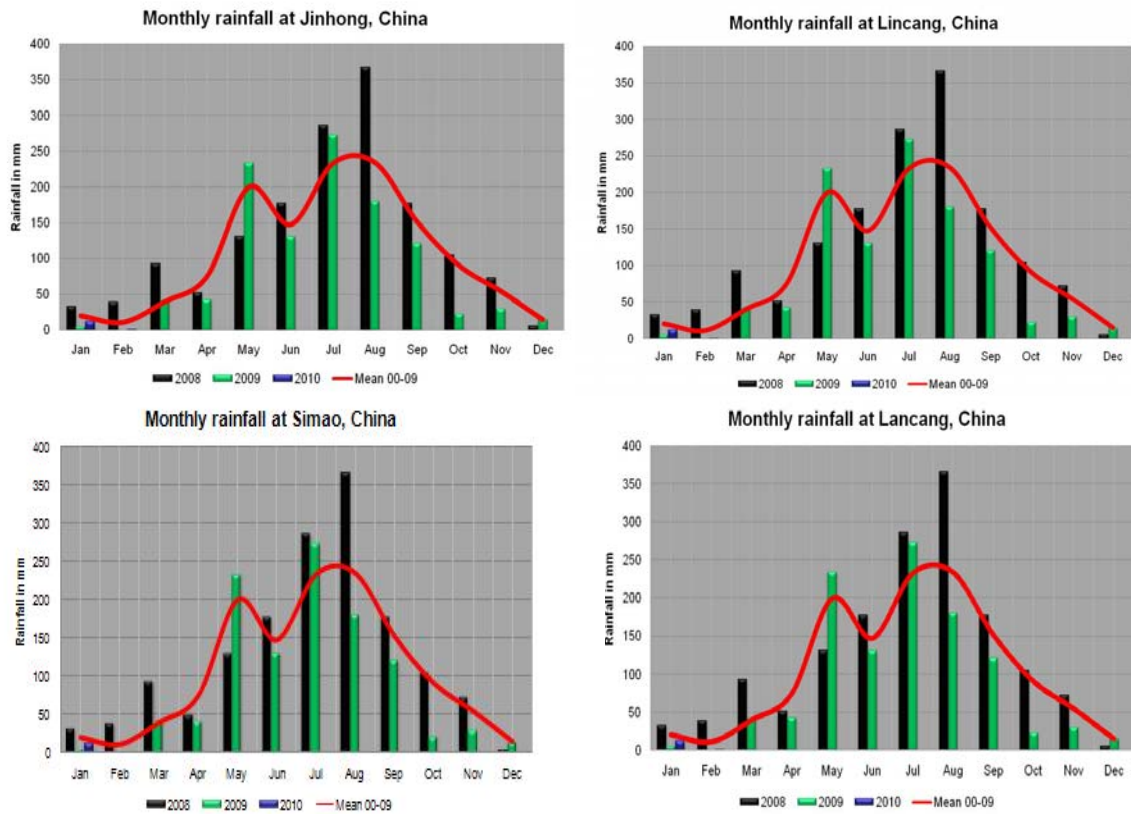 Monthly rainfall at Jinhong, China
Rainfall in mm
400
350
300
250
200
150
100
50
0
Jan Feb Mar Apr May Jun Jul Aug Sep Oct Nov Dec
2008 2009 2010 Mean 00-09
Monthly rainfall at Lincang, China
Rainfall in mm
400
350
300
250
200
150
100
50
0
Jan Feb Mar Apr May Jun Jul Aug Sep Oct Nov Dec
2008 2009 2010 Mean 00-09
Monthly rainfall at Simao, China
Rainfall in mm
400
350
300
250
200
150
100
50
0
Jan Feb Mar Apr May Jun Jul Aug Sep Oct Nov Dec
2008 2009 2010 Mean 00-09
Monthly rainfall at Lancang, China
Rainfall in mm
400
350
300
250
200
150
100
50
0
Jan Feb Mar Apr May Jun Jul Aug Sep Oct Nov Dec
2008 2009 2010 Mean 00-09